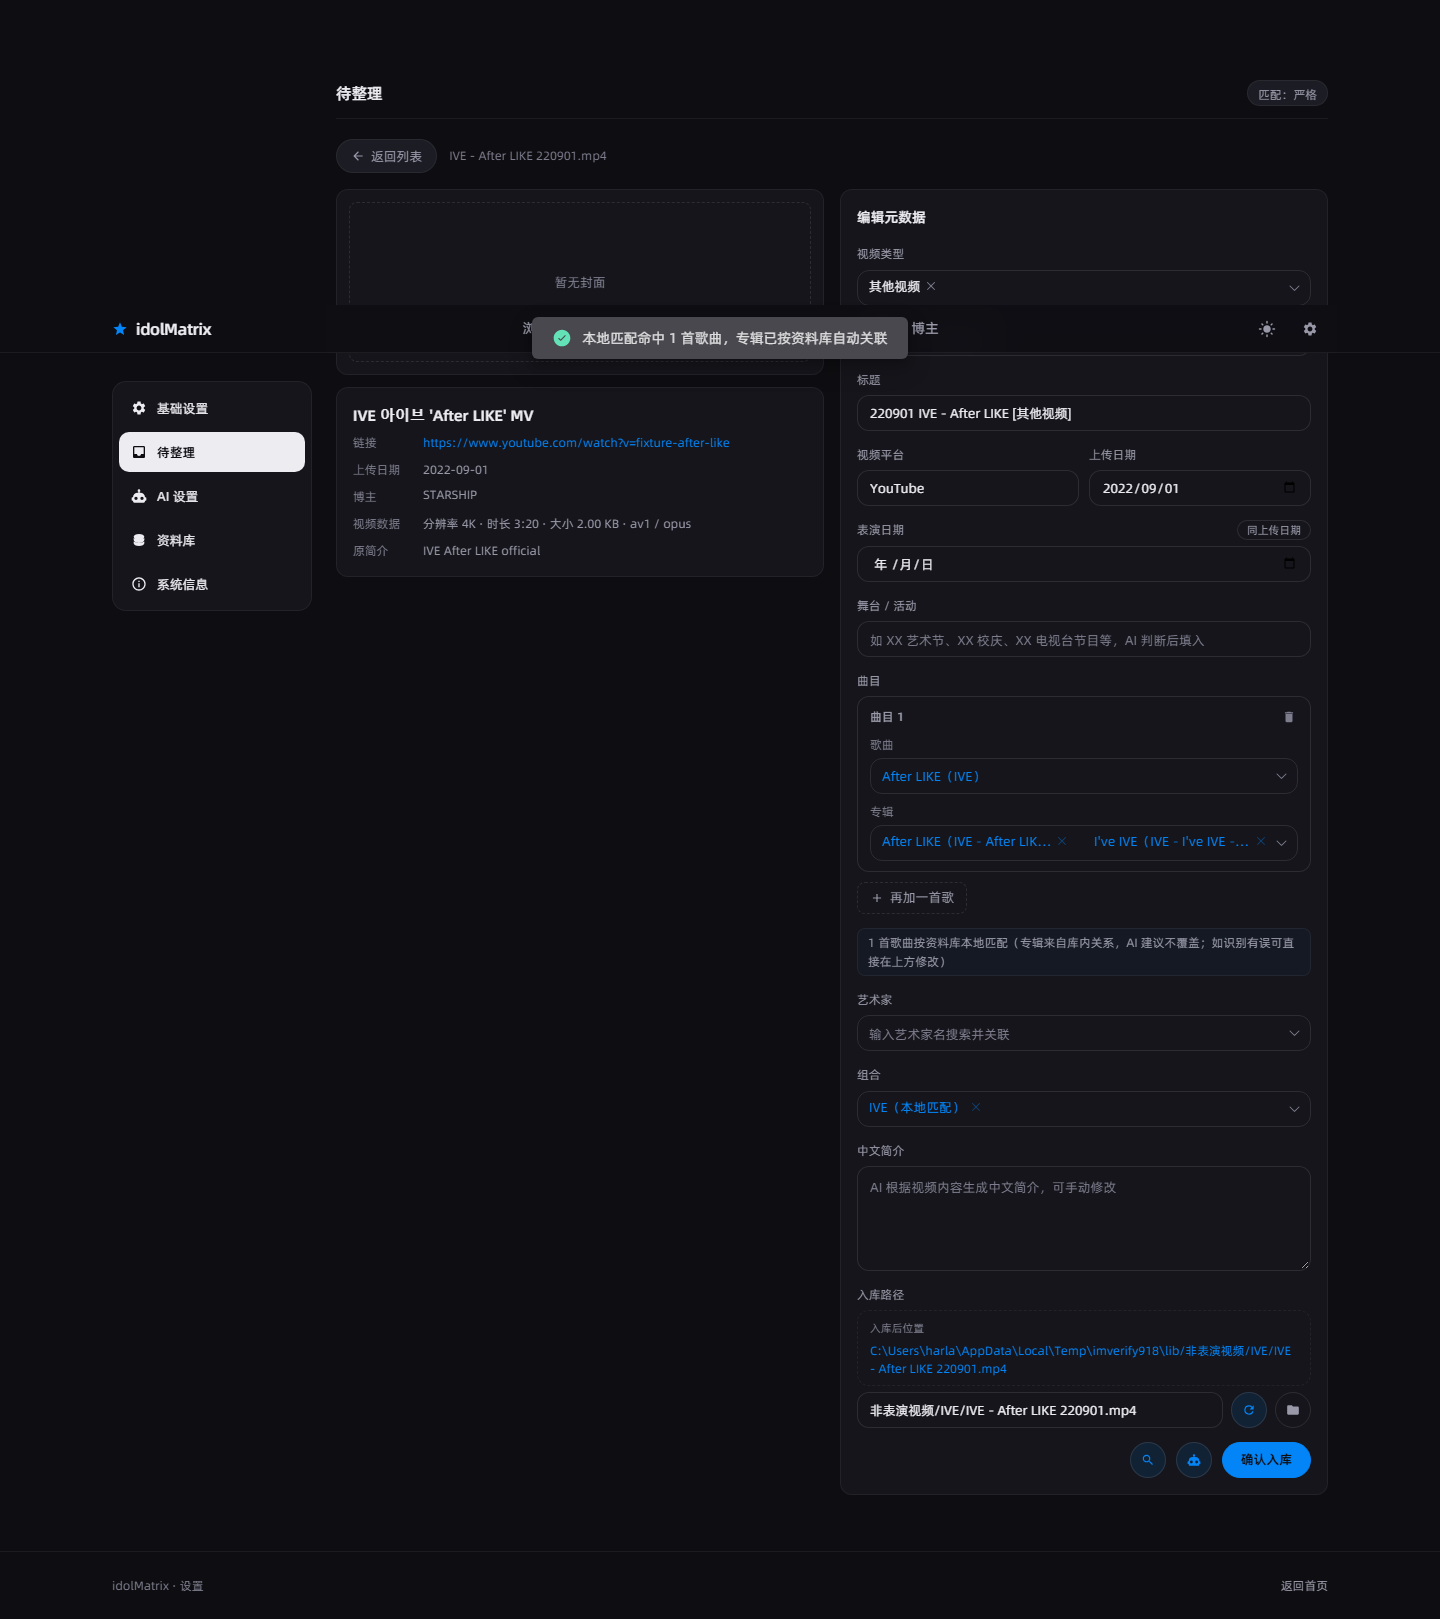 待整理
匹配：严格
返回列表
IVE - After LIKE 220901.mp4
暂无封面
编辑元数据
视频类型
其他视频
idolMatrix
本地匹配命中 1 首歌曲，专辑已按资料库自动关联
博主
基础设置
待整理
AI 设置
资料库
系统信息
IVE 아이브 'After LIKE' MV
链接 https://www.youtube.com/watch?v=fixture-after-like
上传日期 2022-09-01
博主 STARSHIP
视频数据 分辨率 4K · 时长 3:20 · 大小 2.00 KB · av1 / opus
原简介 IVE After LIKE official
标题
220901 IVE - After LIKE [其他视频]
视频平台 上传日期
YouTube 2022/09/01
表演日期 同上传日期
年 /月/日
舞台 / 活动
如 XX 艺术节、XX 校庆、XX 电视台节目等，AI 判断后填入
曲目
曲目 1
歌曲
After LIKE（IVE）
专辑
After LIKE（IVE - After LIK... I've IVE（IVE - I've IVE -...
再加一首歌
1 首歌曲按资料库本地匹配（专辑来自库内关系，AI 建议不覆盖；如识别有误可直
接在上方修改）
艺术家
输入艺术家名搜索并关联
组合
IVE（本地匹配）
中文简介
AI 根据视频内容生成中文简介，可手动修改
入库路径
入库后位置
C:\Users\harla\AppData\Local\Temp\imverify918\lib/非表演视频/IVE/IVE
- After LIKE 220901.mp4
非表演视频/IVE/IVE - After LIKE 220901.mp4
确认入库
idolMatrix · 设置
返回首页